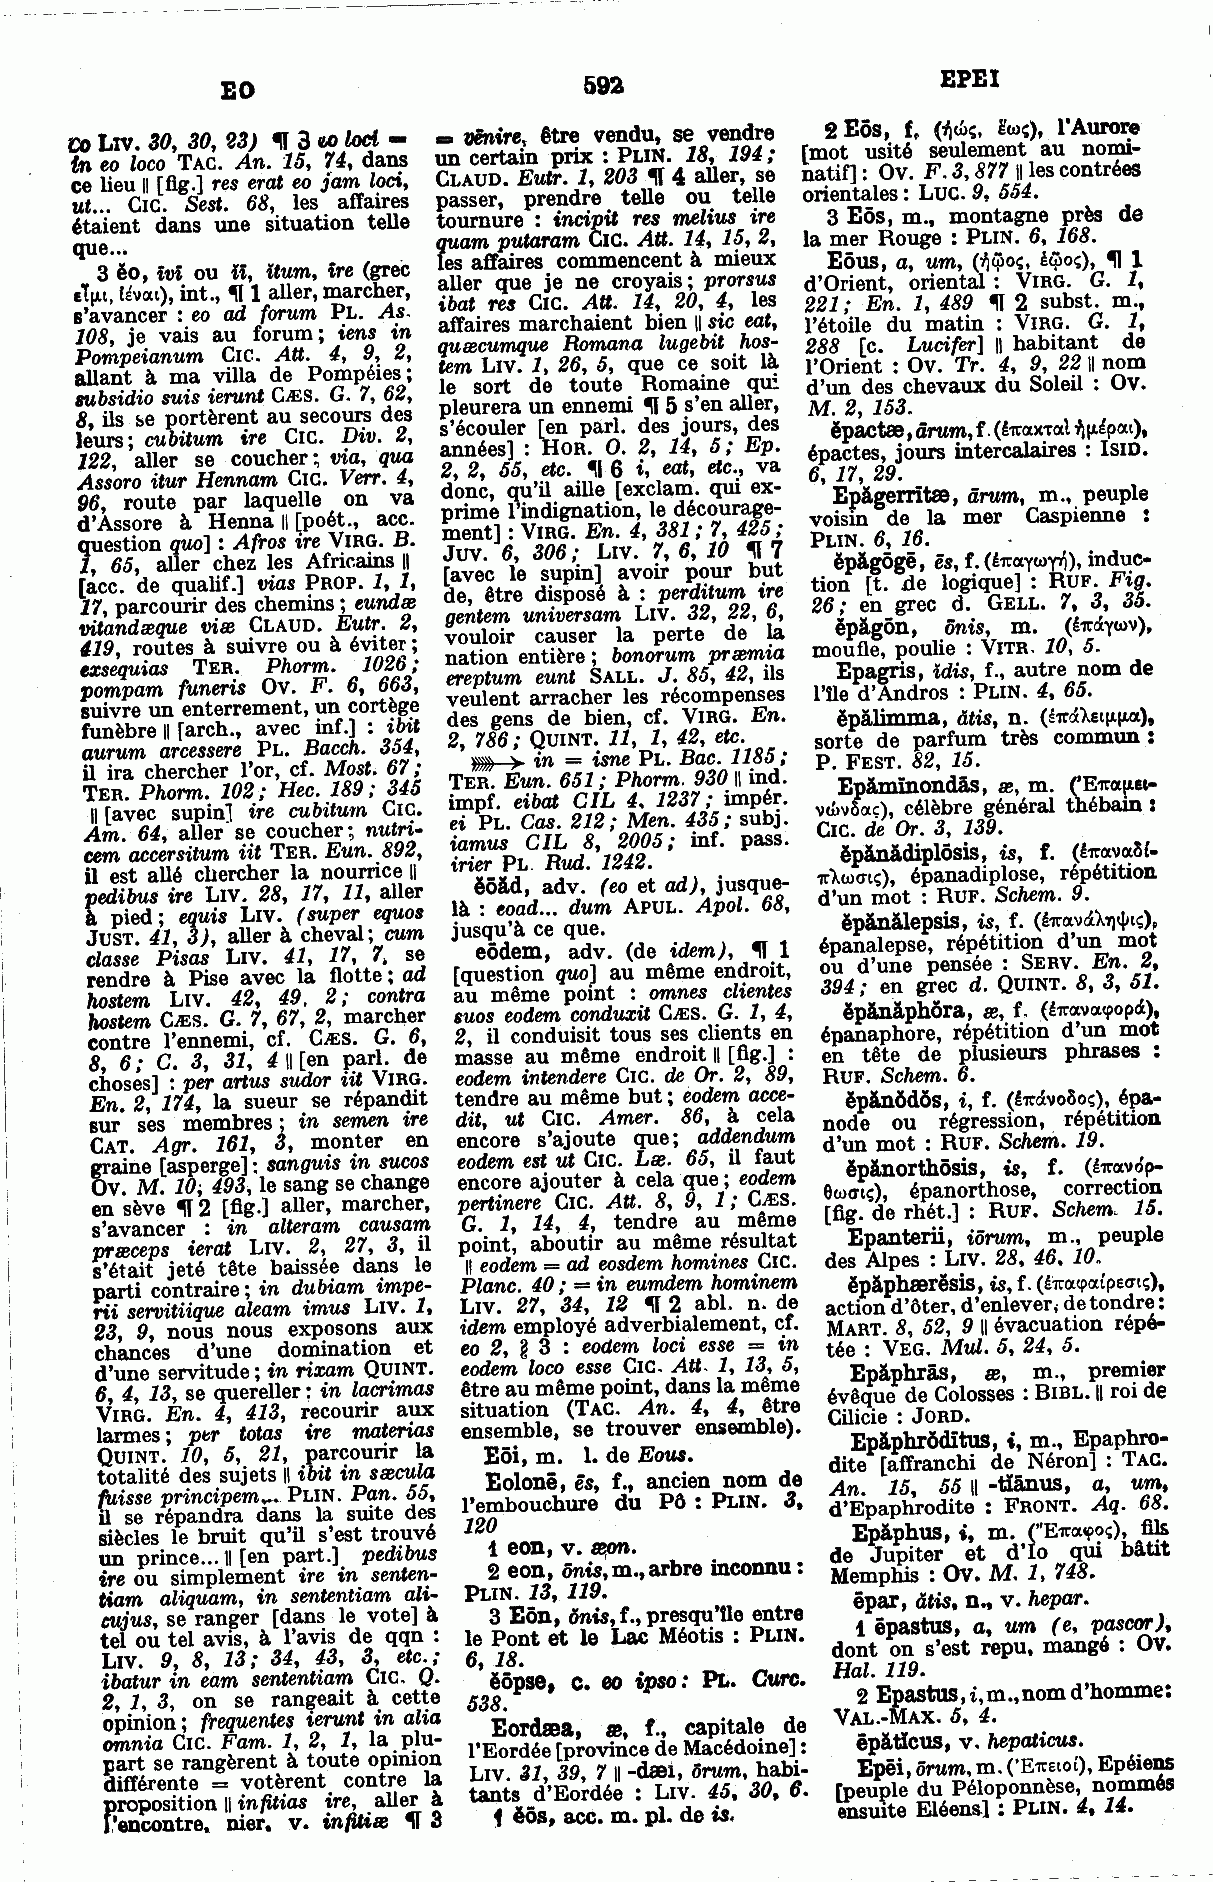 EO
592
EPEI
co LIV. 30, 30, 23) ¶ 3 eo loci =
in eo loco TAC. An. 15, 74, dans
ce lieu || [fig.] res erat eo jam loci,
ut... CIC. Sest. 68, les affaires
étaient dans une situation telle
que...
3 ĕo, īvī ou ĭī, ĭtum, īre (grec
εἶμι, ἰέναι), int., ¶ 1 aller, marcher,
s'avancer : eo ad forum PL. As.
108, je vais au forum ; iens in
Pompeianum CIC. Att. 4, 9, 2,
allant à ma villa de Pompéies ;
subsidio suis ierunt CÆS. G. 7, 62,
8, ils se portèrent au secours des
leurs ; cubitum ire CIC. Div. 2,
122, aller se coucher ; via, qua
Assoro itur Hennam CIC. Verr. 4,
96, route par laquelle on va
d'Assore à Henna || [poét., acc.
question quo] : Afros ire VIRG. B.
1, 65, aller chez les Africains ||
[acc. de qualif.] vias PROP. 1, 1,
17, parcourir des chemins ; eundæ
vitandæque viæ CLAUD. Eutr. 2,
419, routes à suivre ou à éviter ;
exsequias TER. Phorm. 1026 ;
pompam funeris OV. F. 6, 663,
suivre un enterrement, un cortège
funèbre || [arch., avec inf.] : ibit
aurum arcessere PL. Bacch. 354,
il ira chercher l'or, cf. Most. 67 ;
TER. Phorm. 102 ; Hec. 189 ; 345
|| [avec supin] ire cubitum CIC.
Am. 64, aller se coucher ; nutri-
cem accersitum iit TER. Eun. 892,
il est allé chercher la nourrice ||
pedibus ire LIV. 28, 17, 11, aller
à pied ; equis LIV. (super equos
JUST. 41, 3), aller à cheval ; cum
classe Pisas LIV. 41, 17, 7, se
rendre à Pise avec la flotte ; ad
hostem LIV. 42, 49, 2 ; contra
hostem CÆS. G. 7, 67, 2, marcher
contre l'ennemi, cf. CÆS. G. 6,
8, 6 ; C. 3, 31, 4 || [en parl. de
choses] : per artus sudor iit VIRG.
En. 2, 174, la sueur se répandit
sur ses membres ; in semen ire
CAT. Agr. 161, 3, monter en
graine [asperge] : sanguis in sucos
OV. M. 10, 493, le sang se change
en sève ¶ 2 [fig.] aller, marcher,
s'avancer : in alteram causam
præceps ierat LIV. 2, 27, 3, il
s'était jeté tête baissée dans le
parti contraire ; in dubiam impe-
rii servitiique aleam imus LIV. 1,
23, 9, nous nous exposons aux
chances d'une domination et
d'une servitude ; in rixam QUINT.
6, 4, 13, se quereller : in lacrimas
VIRG. En. 4, 413, recourir aux
larmes ; per totas ire materias
QUINT. 10, 5, 21, parcourir la
totalité des sujets || ibit in sæcula
fuisse principem... PLIN. Pan. 55,
il se répandra dans la suite des
siècles le bruit qu'il s'est trouvé
un prince... || [en part.] pedibus
ire ou simplement ire in senten-
tiam aliquam, in sententiam ali-
cujus, se ranger [dans le vote] à
tel ou tel avis, à l'avis de qqn :
LIV. 9, 8, 13 ; 34, 43, 3, etc. ;
ibatur in eam sententiam CIC. Q.
2, 1, 3, on se rangeait à cette
opinion ; frequentes ierunt in alia
omnia CIC. Fam. 1, 2, 1, la plu-
part se rangèrent à toute opinion
différente = votèrent contre la
proposition || infitias ire, aller à
l'encontre, nier, v. infitiæ ¶ 3
= vēnire, être vendu, se vendre
un certain prix : PLIN. 18, 194 ;
CLAUD. Eutr. 1, 203 ¶ 4 aller, se
passer, prendre telle ou telle
tournure : incipit res melius ire
quam putaram CIC. Att. 14, 15, 2,
les affaires commencent à mieux
aller que je ne croyais ; prorsus
ibat res CIC. Att. 14, 20, 4, les
affaires marchaient bien || sic eat,
quæcumque Romana lugebit hos-
tem LIV. 1, 26, 5, que ce soit là
le sort de toute Romaine qui
pleurera un ennemi ¶ 5 s'en aller,
s'écouler [en parl. des jours, des
années] : HOR. O. 2, 14, 5 ; Ep.
2, 2, 55, etc. ¶ 6 i, eat, etc., va
donc, qu'il aille [exclam. qui ex-
prime l'indignation, le décourage-
ment] : VIRG. En. 4, 381 ; 7, 425 ;
JUV. 6, 306 ; LIV. 7, 6, 10 ¶ 7
[avec le supin] avoir pour but
de, être disposé à : perditum ire
gentem universam LIV. 32, 22, 6,
vouloir causer la perte de la
nation entière ; bonorum præmia
ereptum eunt SALL. J. 85, 42, ils
veulent arracher les récompenses
des gens de bien, cf. VIRG. En.
2, 786 ; QUINT. 11, 1, 42, etc.
➳ in = isne PL. Bac. 1185 ;
TER. Eun. 651 ; Phorm. 930 || ind.
impf. eibat CIL 4, 1237 ; impér.
ei PL. Cas. 212 ; Men. 435 ; subj.
iamus CIL 8, 2005 ; inf. pass.
irier PL. Rud. 1242.
ĕōăd, adv. (eo et ad), jusque-
là : eoad... dum APUL. Apol. 68,
jusqu'à ce que.
eōdem, adv. (de idem), ¶ 1
[question quo] au même endroit,
au même point : omnes clientes
suos eodem conduxit CÆS. G. 1, 4,
2, il conduisit tous ses clients en
masse au même endroit || [fig.] :
eodem intendere CIC. de Or. 2, 89,
tendre au même but ; eodem acce-
dit, ut CIC. Amer. 86, à cela
encore s'ajoute que ; addendum
eodem est ut CIC. Læ. 65, il faut
encore ajouter à cela que ; eodem
pertinere CIC. Att. 8, 9, 1 ; CÆS.
G. 1, 14, 4, tendre au même
point, aboutir au même résultat
|| eodem = ad eosdem homines CIC.
Planc. 40 ; = in eumdem hominem
LIV. 27, 34, 12 ¶ 2 abl. n. de
idem employé adverbialement, cf.
eo 2, § 3 : eodem loci esse = in
eodem loco esse CIC. Att. 1, 13, 5,
être au même point, dans la même
situation (TAC. An. 4, 4, être
ensemble, se trouver ensemble).
Eōi, m. l. de Eous.
Eolonē, ēs, f., ancien nom de
l'embouchure du Pô : PLIN. 3,
120
1 eon, v. æon.
2 eon, ōnis, m., arbre inconnu :
PLIN. 13, 119.
3 Eōn, ŏnis, f., presqu'île entre
le Pont et le Lac Méotis : PLIN.
6, 18.
ĕōpse, c. eo ipso : PL. Curc.
538.
Eordæa, æ, f., capitale de
l'Eordée [province de Macédoine] :
LIV. 31, 39, 7 || -dæi, ōrum, habi-
tants d'Eordée : LIV. 45, 30, 6.
1 ĕōs, acc. m. pl. de is.
2 Eōs, f. (ἠώς, ἕως), l'Aurore
[mot usité seulement au nomi-
natif] : OV. F. 3, 877 || les contrées
orientales : LUC. 9, 554.
3 Eōs, m., montagne près de
la mer Rouge : PLIN. 6, 168.
Eōus, a, um, (ἠῷος, ἑῷος), ¶ 1
d'Orient, oriental : VIRG. G. 1,
221 ; En. 1, 489 ¶ 2 subst. m.,
l'étoile du matin : VIRG. G. 1,
288 [c. Lucifer] || habitant de
l'Orient : OV. Tr. 4, 9, 22 || nom
d'un des chevaux du Soleil : OV.
M. 2, 153.
ĕpactæ, ārum, f. (ἐπακταὶ ἡμέραι),
épactes, jours intercalaires : ISID.
6, 17, 29.
Epāgerrītæ, ārum, m., peuple
voisin de la mer Caspienne :
PLIN. 6, 16.
ĕpăgōgē, ēs, f. (ἐπαγωγή), induc-
tion [t. de logique] : RUF. Fig.
26 ; en grec d. GELL. 7, 3, 35.
ĕpăgōn, ōnis, m. (ἐπάγων),
moufle, poulie : VITR. 10, 5.
Epagris, ĭdis, f., autre nom de
l'île d'Andros : PLIN. 4, 65.
ĕpălimma, ătis, n. (ἐπάλειμμα),
sorte de parfum très commun :
P. FEST. 82, 15.
Epămīnondās, æ, m. (Ἐπαμει-
νώνδας), célèbre général thébain :
CIC. de Or. 3, 139.
ĕpănădiplōsis, is, f. (ἐπαναδί-
πλωσις), épanadiplose, répétition
d'un mot : RUF. Schem. 9.
ĕpănălepsis, is, f. (ἐπανάληψις),
épanalepse, répétition d'un mot
ou d'une pensée : SERV. En. 2,
394 ; en grec d. QUINT. 8, 3, 51.
ĕpănăphŏra, æ, f. (ἐπαναφορά),
épanaphore, répétition d'un mot
en tête de plusieurs phrases :
RUF. Schem. 6.
ĕpănŏdŏs, i, f. (ἐπάνοδος), épa-
node ou régression, répétition
d'un mot : RUF. Schem. 19.
ĕpănorthōsis, is, f. (ἐπανόρ-
θωσις), épanorthose, correction
[fig. de rhét.] : RUF. Schem. 15.
Epanterii, iōrum, m., peuple
des Alpes : LIV. 28, 46, 10.
ĕpăphærĕsis, is, f. (ἐπαφαίρεσις),
action d'ôter, d'enlever, de tondre :
MART. 8, 52, 9 || évacuation répé-
tée : VEG. Mul. 5, 24, 5.
Epăphrās, æ, m., premier
évêque de Colosses : BIBL. || roi de
Cilicie : JORD.
Epăphrŏdītus, i, m., Epaphro-
dite [affranchi de Néron] : TAC.
An. 15, 55 || -tĭānus, a, um,
d'Epaphrodite : FRONT. Aq. 68.
Epăphus, i, m. (Ἔπαφος), fils
de Jupiter et d'Io qui bâtit
Memphis : OV. M. 1, 748.
ēpar, ătis, n., v. hepar.
1 ēpastus, a, um (e, pascor),
dont on s'est repu, mangé : OV.
Hal. 119.
2 Epastus, i, m., nom d'homme :
VAL.-MAX. 5, 4.
ēpătĭcus, v. hepaticus.
Epēi, ōrum, m. (Ἐπειοί), Epéiens
[peuple du Péloponnèse, nommés
ensuite Eléens] : PLIN. 4, 14.